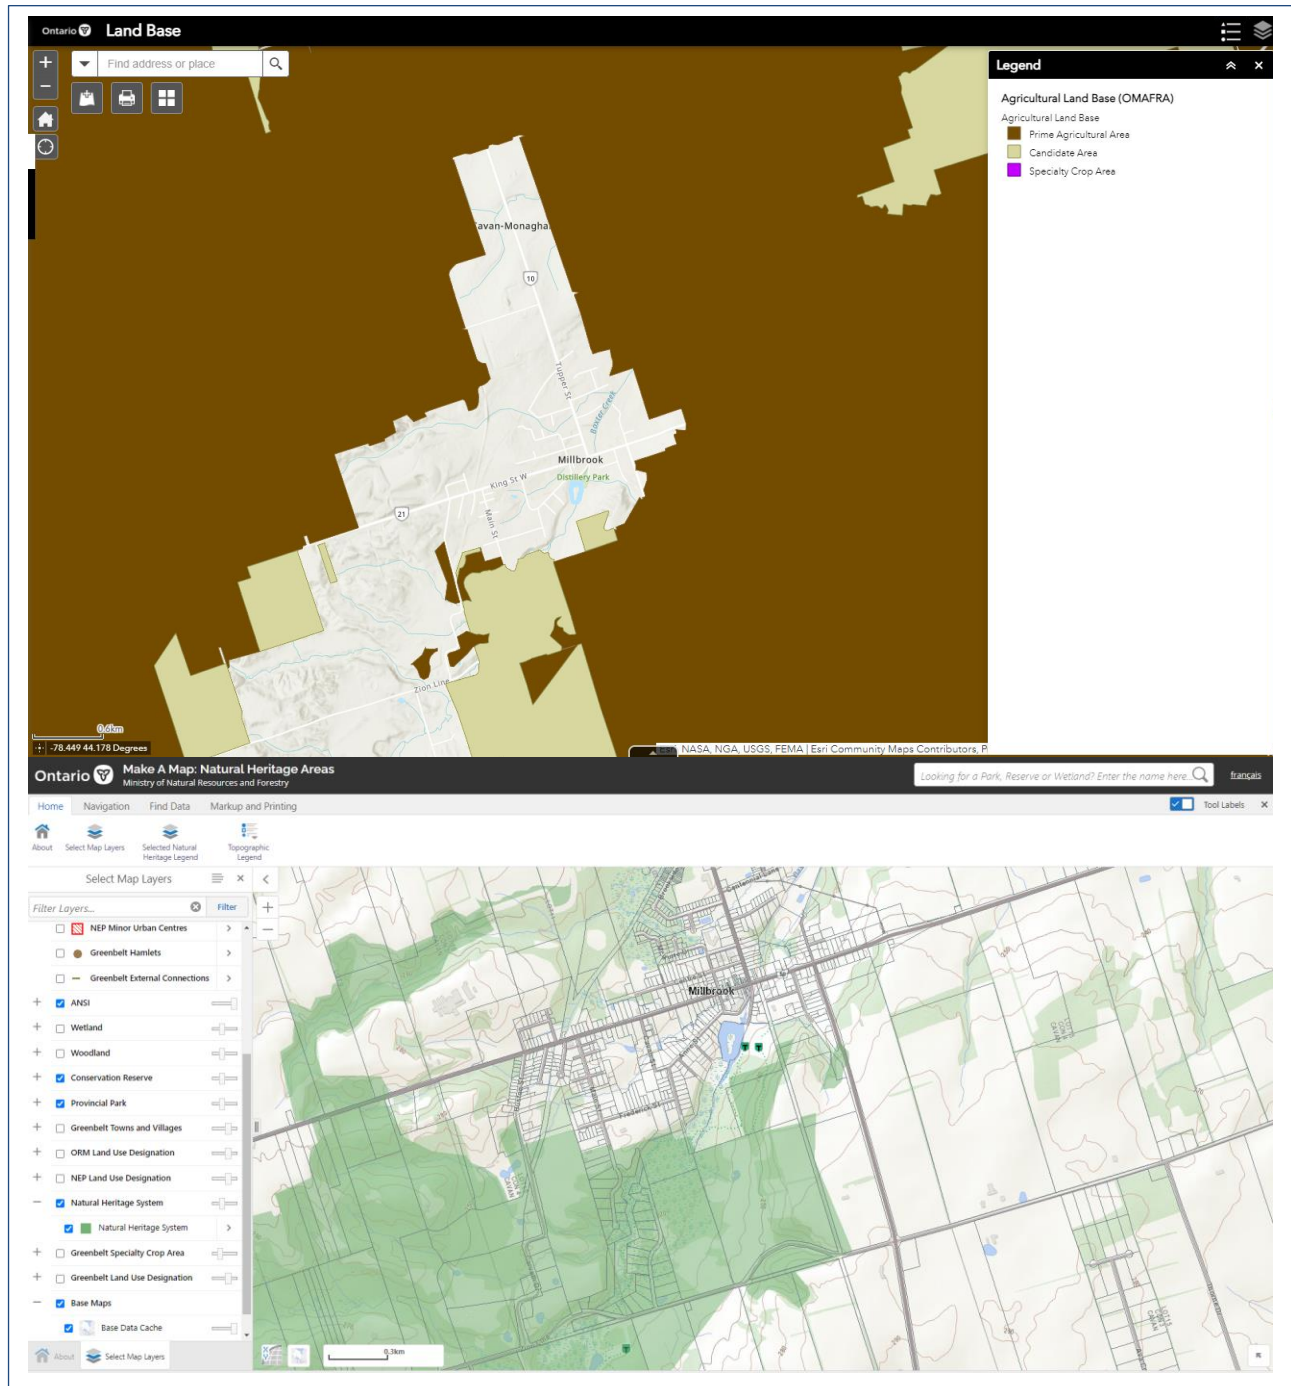 Ontario Land Base
Find address or place
Legend
Agricultural Land Base (OMAFRA)
Agricultural Land Base
Prime Agricultural Area
Candidate Area
Specialty Crop Area
avan-Monagha
10
Tupper St
Baxter Creek
Millbrook
Distillery Park
King St W
21
Main St
Zion Line
0.6km
-78.449 44.178 Degrees
NASA, NGA, USGS, FEMA | Esri Community Maps Contributors, P
Ontario Make A Map: Natural Heritage Areas
Ministry of Natural Resources and Forestry
Looking for a Park, Reserve or Wetland? Enter the name here...
français
Home Navigation Find Data Markup and Printing
Tool Labels
About
Select Map Layers
Selected Natural
Heritage Legend
Topographic
Legend
Select Map Layers
Filter Layers...
Filter
NEP Minor Urban Centres
Greenbelt Hamlets
Greenbelt External Connections
ANSI
Wetland
Woodland
Conservation Reserve
Provincial Park
Greenbelt Towns and Villages
ORM Land Use Designation
NEP Land Use Designation
Natural Heritage System
Natural Heritage System
Greenbelt Specialty Crop Area
Greenbelt Land Use Designation
Base Maps
Base Data Cache
About
Select Map Layers
Millbrook
Frederick St
0.3km